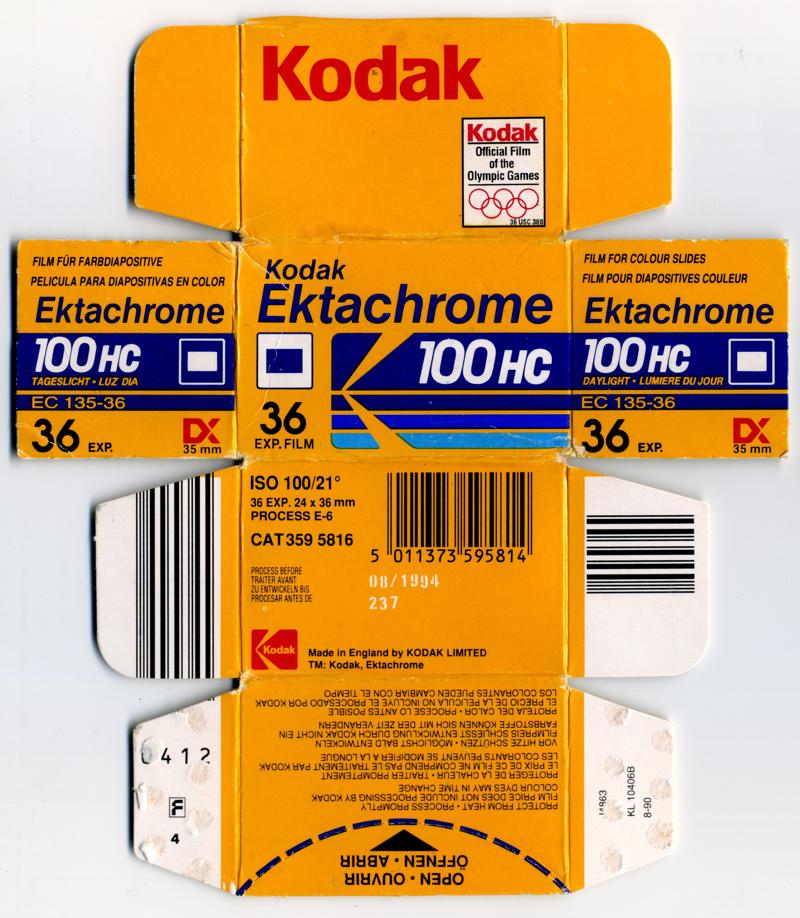 Kodak
Kodak
Official Film
of the
Olympic Games
36 USC 380
FILM FÜR FARBDIAPOSITIVE
PELICULA PARA DIAPOSITIVAS EN COLOR
Ektachrome
100 HC
TAGESLICHT • LUZ DIA
EC 135-36
36 EXP.
DX
35 mm
Kodak
Ektachrome
100 HC
36
EXP. FILM
FILM FOR COLOUR SLIDES
FILM POUR DIAPOSITIVES COULEUR
Ektachrome
100 HC
DAYLIGHT • LUMIERE DU JOUR
EC 135-36
36 EXP.
DX
35 mm
ISO 100/21°
36 EXP. 24 x 36 mm
PROCESS E-6
CAT 359 5816
5 011373 595814
PROCESS BEFORE
TRAITER AVANT
ZU ENTWICKELN BIS
PROCESAR ANTES DE
08/1994
237
Kodak
Made in England by KODAK LIMITED
TM: Kodak, Ektachrome
OPEN • OUVRIR
ÖFFNEN • ABRIR
PROTECT FROM HEAT • PROCESS PROMPTLY
FILM PRICE DOES NOT INCLUDE PROCESSING BY KODAK
COLOUR DYES MAY IN TIME CHANGE
PROTEGER DE LA CHALEUR • TRAITER PROMPTEMENT
LE PRIX DE CE FILM NE COMPREND PAS LE TRAITEMENT PAR KODAK
LES COLORANTS PEUVENT SE MODIFIER A LA LONGUE
VOR HITZE SCHÜTZEN • MÖGLICHST BALD ENTWICKELN
FILMPREIS SCHLIESST ENTWICKLUNG DURCH KODAK NICHT EIN
FARBSTOFFE KÖNNEN SICH MIT DER ZEIT VERÄNDERN
PROTEJA DEL CALOR • PROCESE LO ANTES POSIBLE
EL PRECIO DE LA PELICULA NO INCLUYE EL PROCESADO POR KODAK
LOS COLORANTES PUEDEN CAMBIAR CON EL TIEMPO
0412
F
4
KL 10406B
8-90